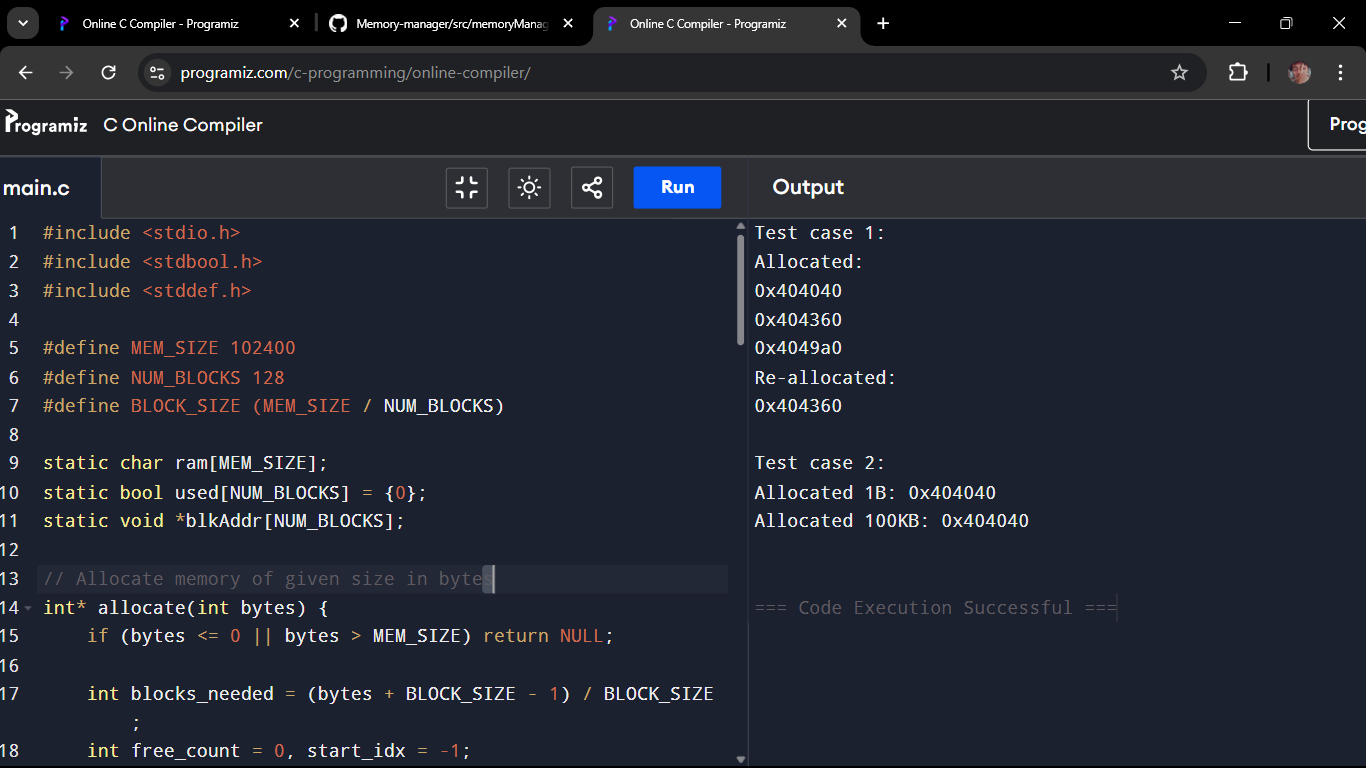 Online C Compiler - Programiz
Memory-manager/src/memoryManag
Online C Compiler - Programiz
programiz.com/c-programming/online-compiler/
Programiz C Online Compiler
Prog
main.c
Run
Output
1 #include <stdio.h>
2 #include <stdbool.h>
3 #include <stddef.h>
4
5 #define MEM_SIZE 102400
6 #define NUM_BLOCKS 128
7 #define BLOCK_SIZE (MEM_SIZE / NUM_BLOCKS)
8
9 static char ram[MEM_SIZE];
10 static bool used[NUM_BLOCKS] = {0};
11 static void *blkAddr[NUM_BLOCKS];
12
13 // Allocate memory of given size in bytes
14 int* allocate(int bytes) {
15 if (bytes <= 0 || bytes > MEM_SIZE) return NULL;
16
17 int blocks_needed = (bytes + BLOCK_SIZE - 1) / BLOCK_SIZE
;
18 int free_count = 0, start_idx = -1;
Test case 1:
Allocated:
0x404040
0x404360
0x4049a0
Re-allocated:
0x404360
Test case 2:
Allocated 1B: 0x404040
Allocated 100KB: 0x404040
=== Code Execution Successful ===